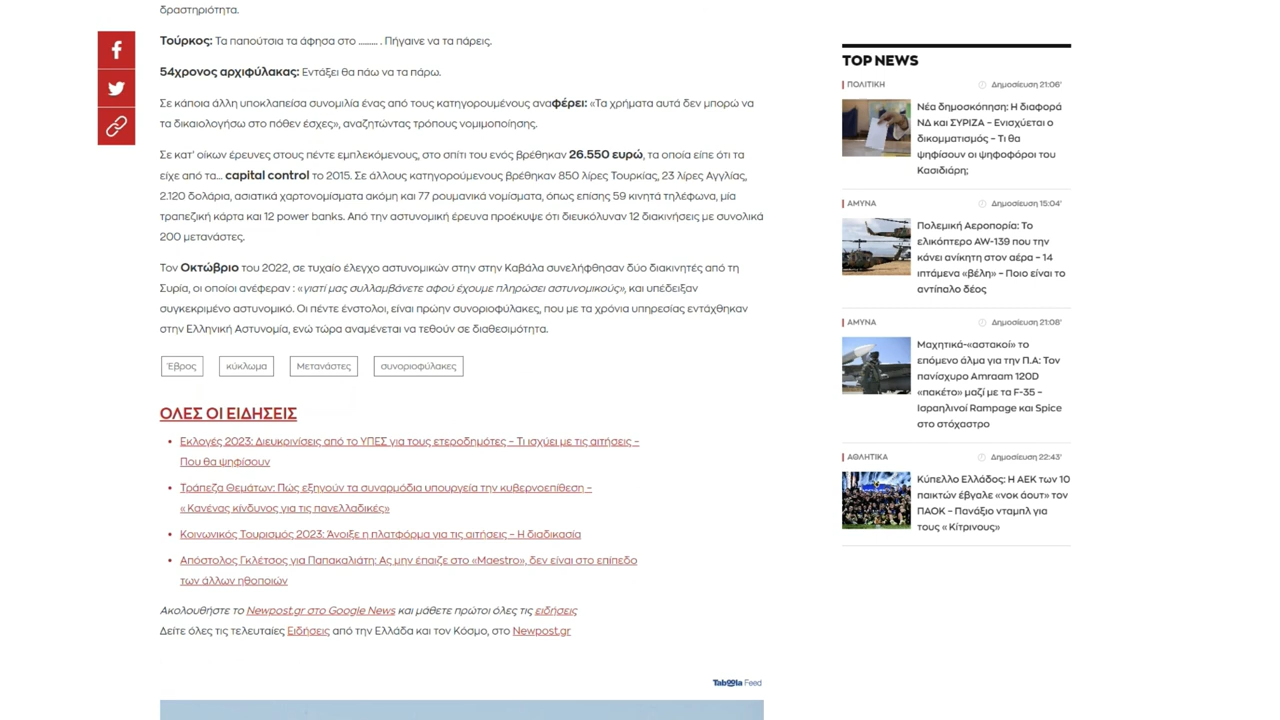 δραστηριότητα.
Τούρκος: Τα παπούτσια τα άφησα στο ......... . Πήγαινε να τα πάρεις.
54χρονος αρχιφύλακας: Εντάξει θα πάω να τα πάρω.
Σε κάποια άλλη υποκλαπείσα συνομιλία ένας από τους κατηγορουμένους αναφέρει: «Τα χρήματα αυτά δεν μπορώ να
τα δικαιολογήσω στο πόθεν έσχες», αναζητώντας τρόπους νομιμοποίησης.
Σε κατ' οίκων έρευνες στους πέντε εμπλεκόμενους, στο σπίτι του ενός βρέθηκαν 26.550 ευρώ, τα οποία είπε ότι τα
είχε από τα... capital control το 2015. Σε άλλους κατηγορούμενους βρέθηκαν 850 λίρες Τουρκίας, 23 λίρες Αγγλίας,
2.120 δολάρια, ασιατικά χαρτονομίσματα ακόμη και 77 ρουμανικά νομίσματα, όπως επίσης 59 κινητά τηλέφωνα, μία
τραπεζική κάρτα και 12 power banks. Από την αστυνομική έρευνα προέκυψε ότι διευκόλυναν 12 διακινήσεις με συνολικά
200 μετανάστες.
Τον Οκτώβριο του 2022, σε τυχαίο έλεγχο αστυνομικών στην στην Καβάλα συνελήφθησαν δύο διακινητές από τη
Συρία, οι οποίοι ανέφεραν : «γιατί μας συλλαμβάνετε αφού έχουμε πληρώσει αστυνομικούς», και υπέδειξαν
συγκεκριμένο αστυνομικό. Οι πέντε ένστολοι, είναι πρώην συνοριοφύλακες, που με τα χρόνια υπηρεσίας εντάχθηκαν
στην Ελληνική Αστυνομία, ενώ τώρα αναμένεται να τεθούν σε διαθεσιμότητα.
Έβρος κύκλωμα Μετανάστες συνοριοφύλακες
ΟΛΕΣ ΟΙ ΕΙΔΗΣΕΙΣ
• Εκλογές 2023: Διευκρινίσεις από το ΥΠΕΣ για τους ετεροδημότες – Τι ισχύει με τις αιτήσεις –
Που θα ψηφίσουν
• Τράπεζα Θεμάτων: Πώς εξηγούν τα συναρμόδια υπουργεία την κυβερνοεπίθεση –
«Κανένας κίνδυνος για τις πανελλαδικές»
• Κοινωνικός Τουρισμός 2023: Άνοιξε η πλατφόρμα για τις αιτήσεις – Η διαδικασία
• Απόστολος Γκλέτσος για Παπακαλιάτη: Ας μην έπαιζε στο «Maestro», δεν είναι στο επίπεδο
των άλλων ηθοποιών
Ακολουθήστε το Newpost.gr στο Google News και μάθετε πρώτοι όλες τις ειδήσεις
Δείτε όλες τις τελευταίες Ειδήσεις από την Ελλάδα και τον Κόσμο, στο Newpost.gr
Taboola Feed
TOP NEWS
ΠΟΛΙΤΙΚΗ Δημοσίευση 21:06'
Νέα δημοσκόπηση: Η διαφορά
ΝΔ και ΣΥΡΙΖΑ – Ενισχύεται ο
δικομματισμός – Τι θα
ψηφίσουν οι ψηφοφόροι του
Κασιδιάρη;
ΑΜΥΝΑ Δημοσίευση 15:04'
Πολεμική Αεροπορία: Το
ελικόπτερο AW-139 που την
κάνει ανίκητη στον αέρα – 14
ιπτάμενα «βέλη» – Ποιο είναι το
αντίπαλο δέος
ΑΜΥΝΑ Δημοσίευση 21:08'
Μαχητικά-«αστακοί» το
επόμενο άλμα για την Π.Α: Τον
πανίσχυρο Amraam 120D
«πακέτο» μαζί με τα F-35 –
Ισραηλινοί Rampage και Spice
στο στόχαστρο
ΑΘΛΗΤΙΚΑ Δημοσίευση 22:43'
Κύπελλο Ελλάδος: Η ΑΕΚ των 10
παικτών έβγαλε «νοκ άουτ» τον
ΠΑΟΚ – Πανάξιο νταμπλ για
τους «Κίτρινους»